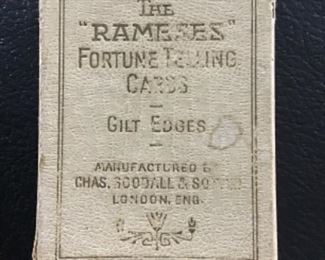 THE
"RAMESES"
FORTUNE TELLING
CARDS
GILT EDGES
MANUFACTURED BY
CHAS. GOODALL & SON
LONDON, ENG.